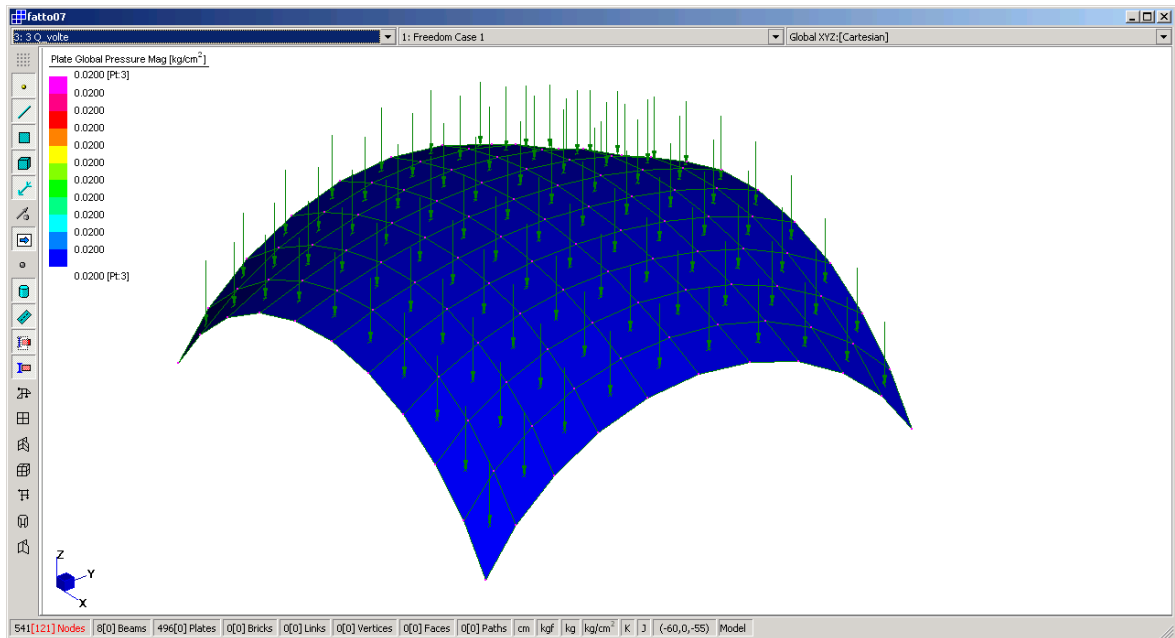 fatto07
3: 3 Q_volte
1: Freedom Case 1
Global XYZ:[Cartesian]
Plate Global Pressure Mag [kg/cm²]
0.0200 [Pt:3]
0.0200
0.0200
0.0200
0.0200
0.0200
0.0200
0.0200
0.0200
0.0200
0.0200
0.0200 [Pt:3]
Z
Y
X
541[121] Nodes 8[0] Beams 496[0] Plates 0[0] Bricks 0[0] Links 0[0] Vertices 0[0] Faces 0[0] Paths cm kgf kg kg/cm² K J (-60,0,-55) Model